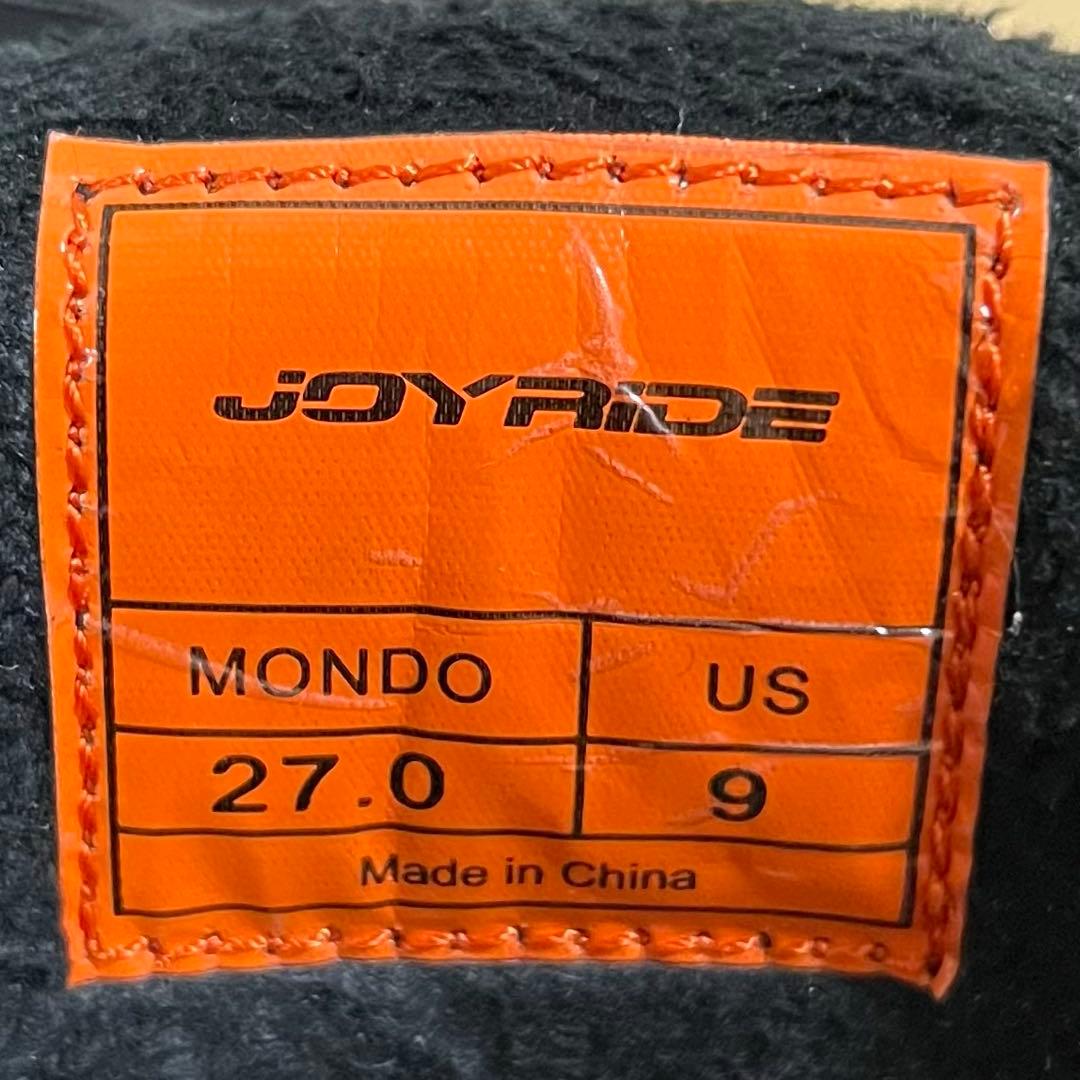 JOYRIDE
MONDO US
27.0 9
Made in China